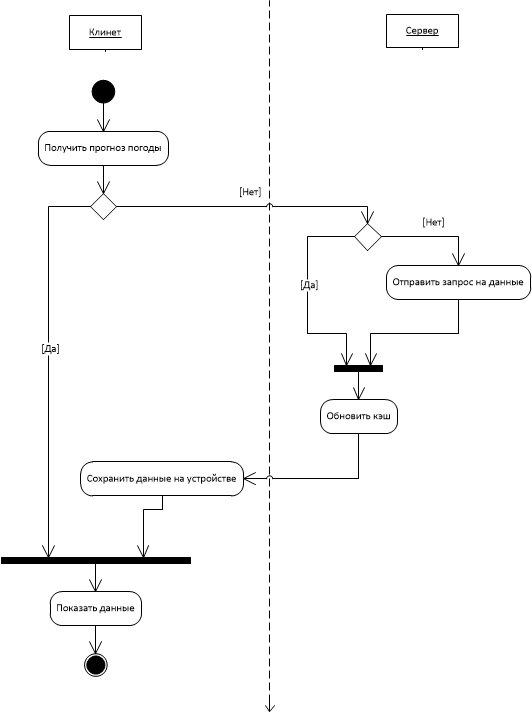 Клинет
Сервер
Получить прогноз погоды
[Нет]
[Нет]
Отправить запрос на данные
[Да]
[Да]
Обновить кэш
Сохранить данные на устройстве
Показать данные